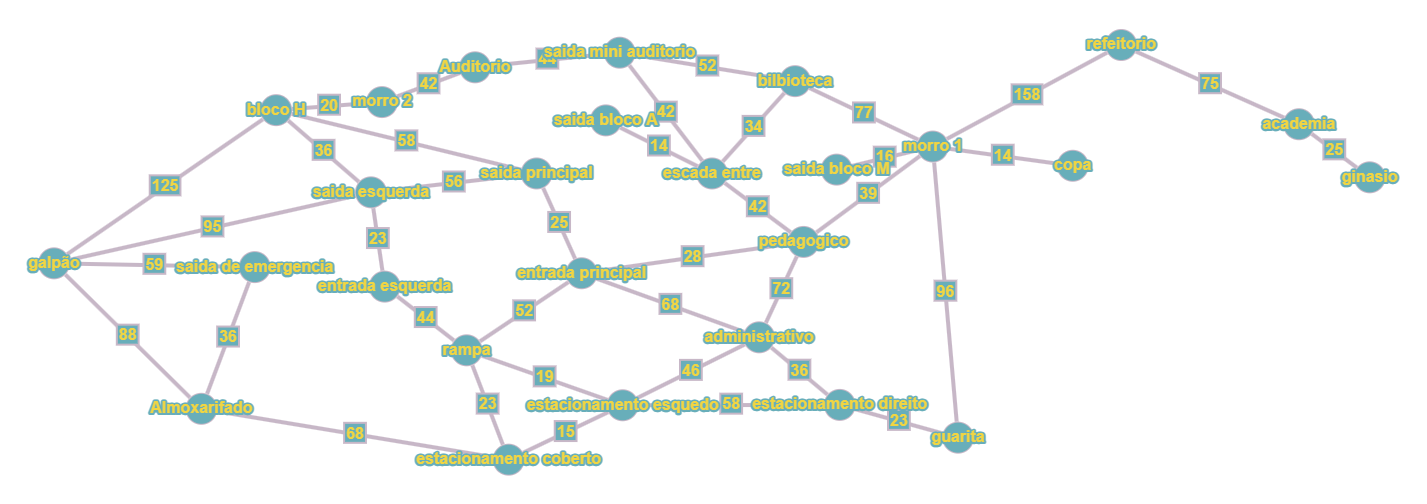 refeitorio
saida mini auditorio
44
52
Auditorio
158
75
42
bilbioteca
bloco H
20
morro 2
42
77
saida bloco A
academia
36
58
14
34
morro 1
25
16
14
saida bloco M
copa
escada entre
saida principal
ginasio
125
saida esquerda
56
39
42
95
25
23
pedagogico
28
galpão
59
saida de emergencia
entrada principal
entrada esquerda
72
96
68
52
44
88
36
administrativo
rampa
46
36
19
23
Almoxarifado
estacionamento esquedo
58
estacionamento direito
23
68
15
guarita
estacionamento coberto